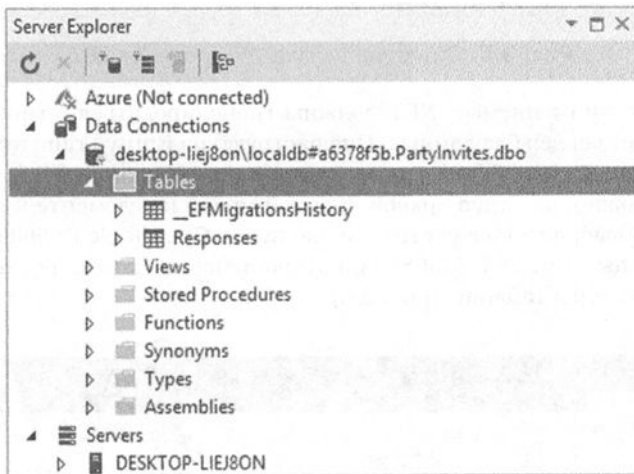 Server Explorer
Azure (Not connected)
Data Connections
desktop-liej8on\localdb#a6378f5b.PartyInvites.dbo
Tables
__EFMigrationsHistory
Responses
Views
Stored Procedures
Functions
Synonyms
Types
Assemblies
Servers
DESKTOP-LIEJ8ON